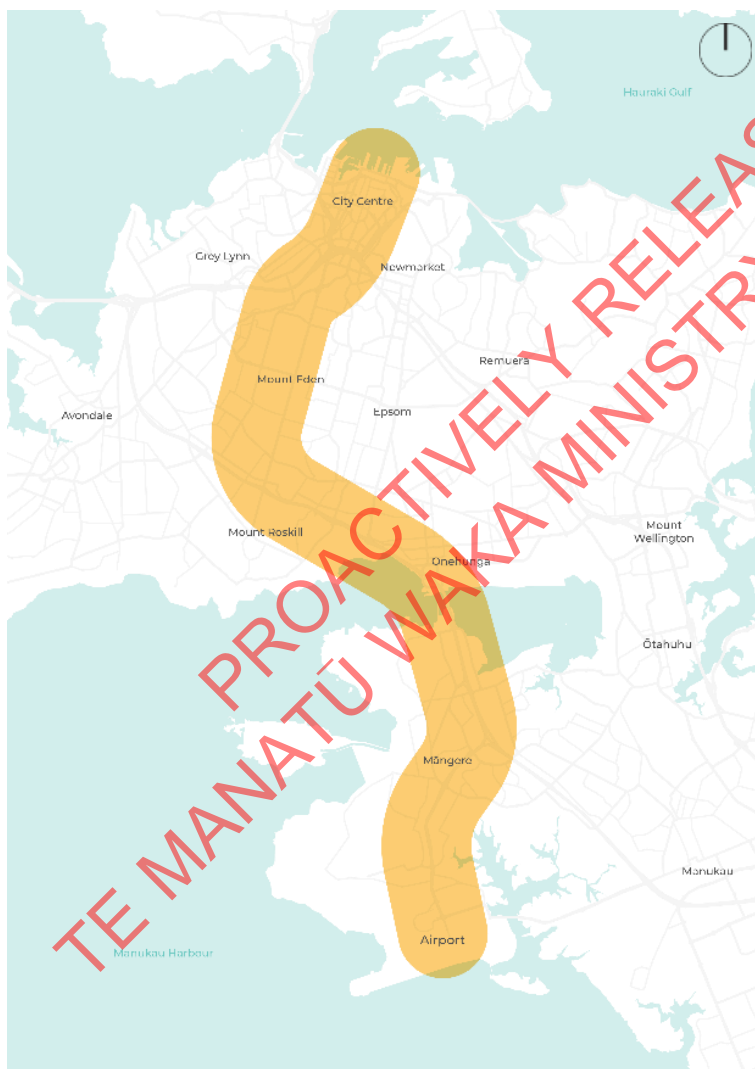 Hauraki Gulf
City Centre
Grey Lynn
Newmarket
Remuera
Mount Eden
Avondale
Epsom
Mount Roskill
Mount
Wellington
Onehunga
Ōtahuhu
Māngere
Manukau
Airport
Manukau Harbour
PROACTIVELY RELEAS
TE MANATŪ WAKA MINISTRY